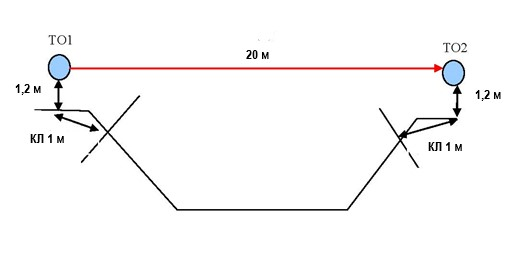 ТО1
20 м
ТО2
1,2 м
1,2 м
КЛ 1 м
КЛ 1 м